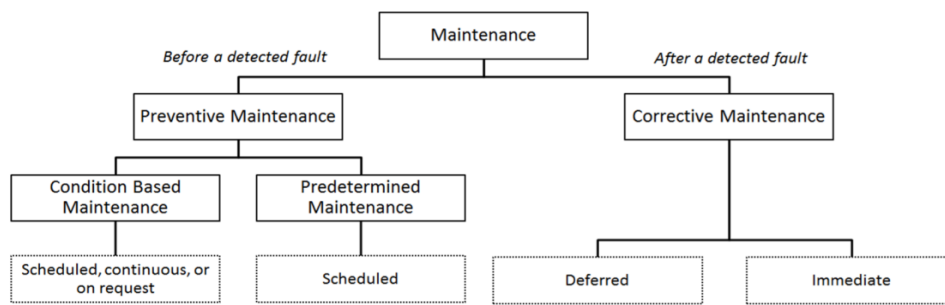 Maintenance
Before a detected fault
After a detected fault
Preventive Maintenance
Corrective Maintenance
Condition Based
Maintenance
Predetermined
Maintenance
Scheduled, continuous, or
on request
Scheduled
Deferred
Immediate